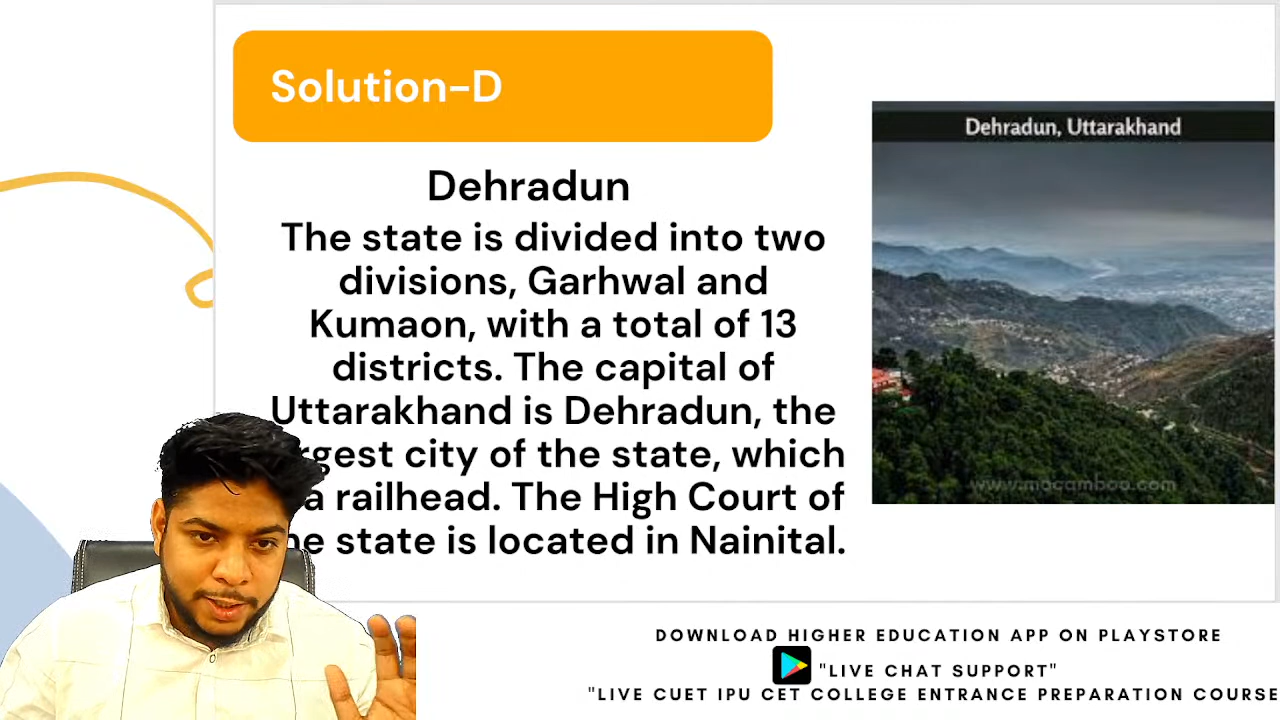 Solution-D
Dehradun, Uttarakhand
Dehradun
The state is divided into two
divisions, Garhwal and
Kumaon, with a total of 13
districts. The capital of
Uttarakhand is Dehradun, the
city of the state, which
a railhead. The High Court of
state is located in Nainital.
www.mocamboo.com
DOWNLOAD HIGHER EDUCATION APP ON PLAYSTORE
"LIVE CHAT SUPPORT"
"LIVE CUET IPU CET COLLEGE ENTRANCE PREPARATION COURSE